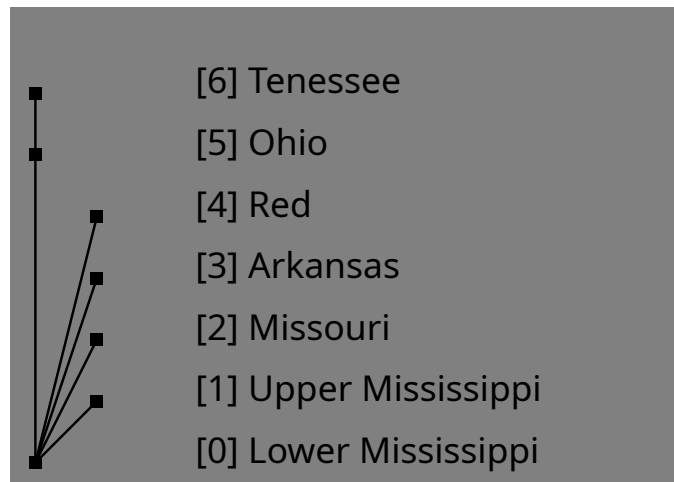 [6] Tenessee
[5] Ohio
[4] Red
[3] Arkansas
[2] Missouri
[1] Upper Mississippi
[0] Lower Mississippi